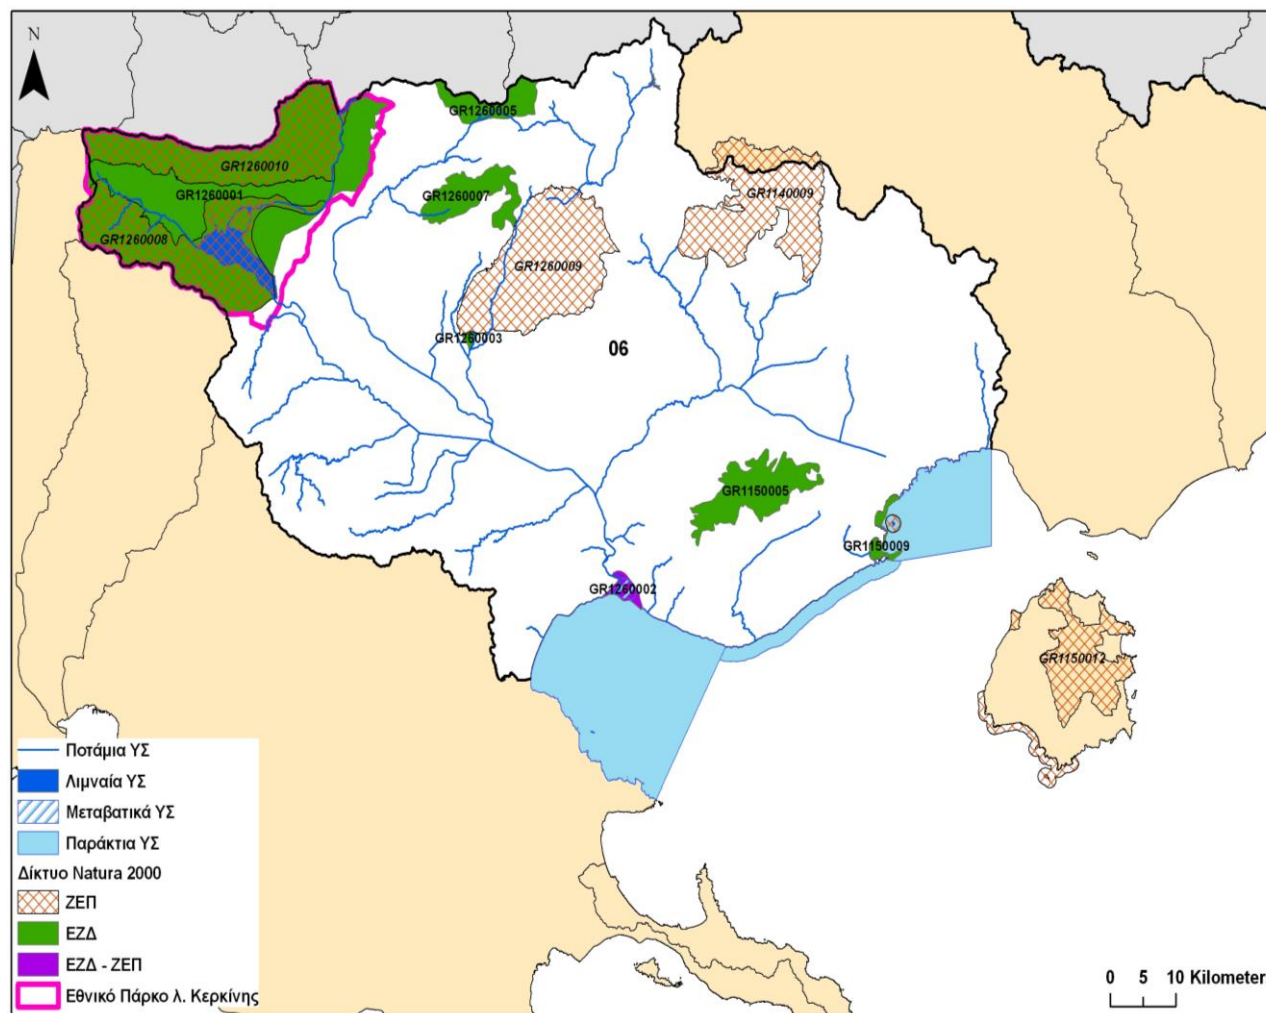 N
GR1260005
GR1260010
GR1260001
GR1260007
GR1140009
GR1260008
GR1260009
GR1260003
06
GR1150005
GR1150009
GR1260002
GR1150012
Ποτάμια ΥΣ
Λιμναία ΥΣ
Μεταβατικά ΥΣ
Παράκτια ΥΣ
Δίκτυο Natura 2000
ΖΕΠ
ΕΖΔ
ΕΖΔ - ΖΕΠ
Εθνικό Πάρκο λ. Κερκίνης
0 5 10 Kilometer